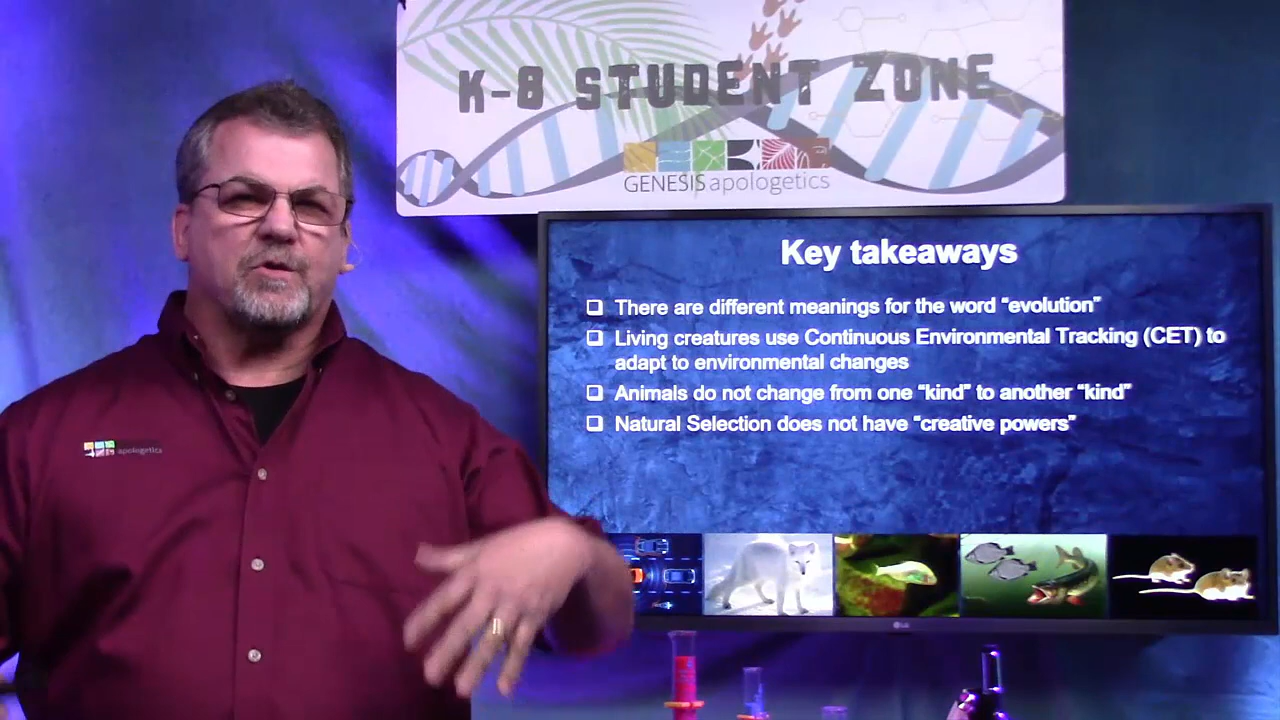 K-8 STUDENT ZONE
GENESIS apologetics
Key takeaways
There are different meanings for the word “evolution”
Living creatures use Continuous Environmental Tracking (CET) to
adapt to environmental changes
Animals do not change from one “kind” to another “kind”
Natural Selection does not have “creative powers”
apologetics
LG